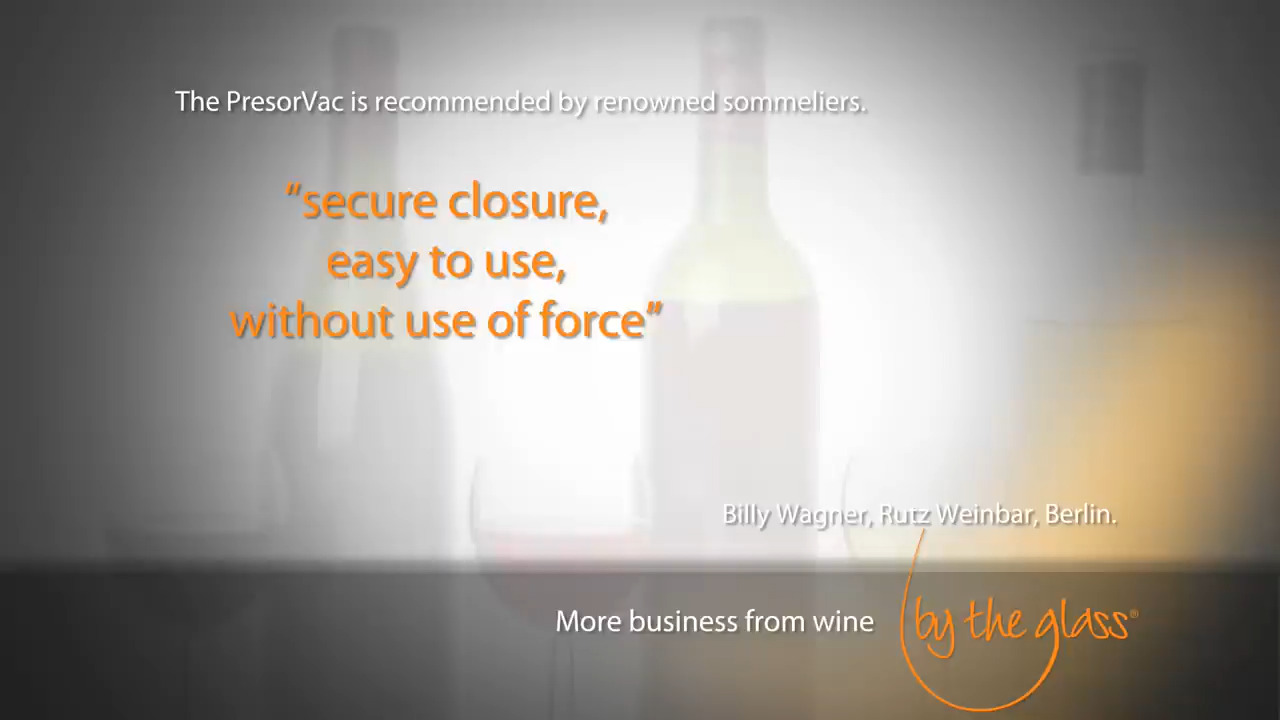 The PresorVac is recommended by renowned sommeliers.
“secure closure,
easy to use,
without use of force”
Billy Wagner, Rutz Weinbar, Berlin.
More business from wine by the glass®